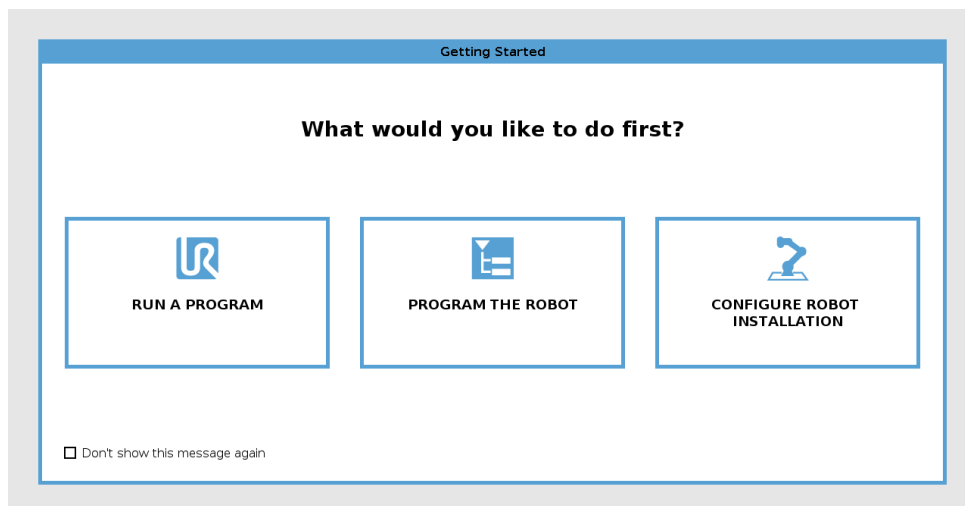 Getting Started
What would you like to do first?
RUN A PROGRAM
PROGRAM THE ROBOT
CONFIGURE ROBOT
INSTALLATION
Don't show this message again